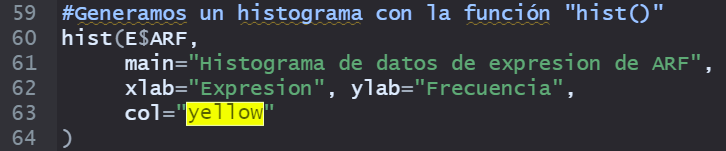 59 #Generamos un histograma con la función "hist()"
60 hist(E$ARF,
61 main="Histograma de datos de expresion de ARF",
62 xlab="Expresion", ylab="Frecuencia",
63 col="yellow"
64 )